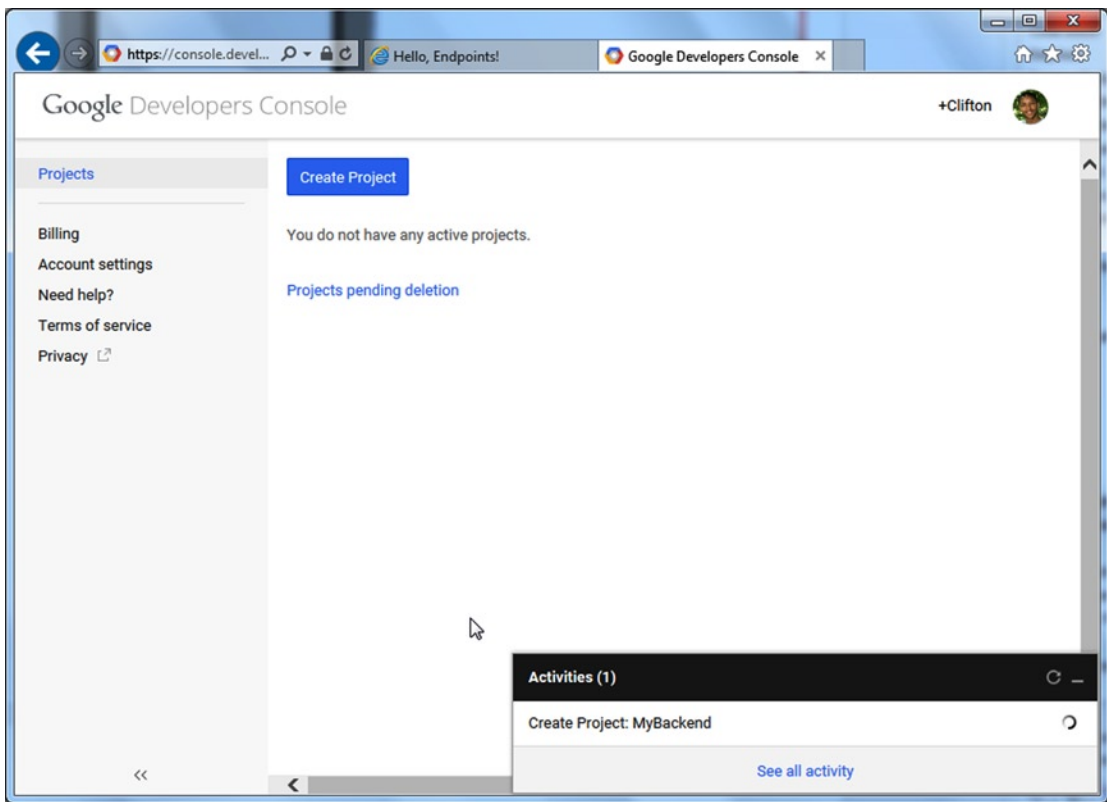 https://console.devel...
Hello, Endpoints!
Google Developers Console
Google Developers Console
+Clifton
Projects
Billing
Account settings
Need help?
Terms of service
Privacy
Create Project
You do not have any active projects.
Projects pending deletion
Activities (1)
Create Project: MyBackend
See all activity